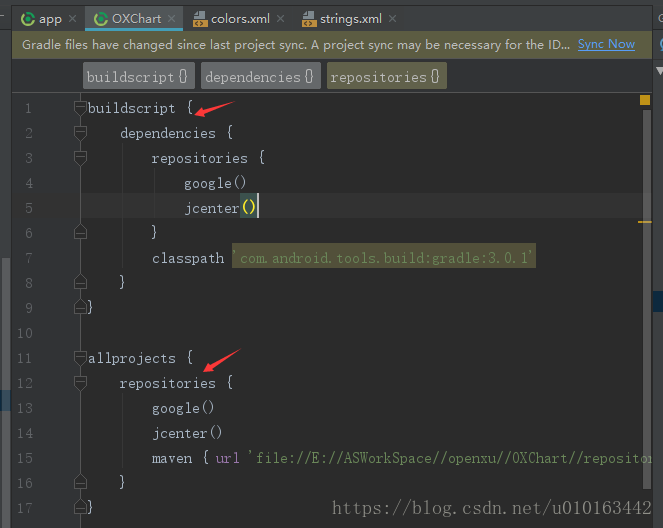 app
OXChart
colors.xml
strings.xml
Gradle files have changed since last project sync. A project sync may be necessary for the ID... Sync Now
buildscript{} dependencies{} repositories{}
1 buildscript {
2 dependencies {
3 repositories {
4 google()
5 jcenter()
6 }
7 classpath 'com.android.tools.build:gradle:3.0.1'
8 }
9 }
10
11 allprojects {
12 repositories {
13 google()
14 jcenter()
15 maven { url 'file://E://ASWorkSpace//openxu//OXChart//repositor
16 }
17 }
https://blog.csdn.net/u010163442